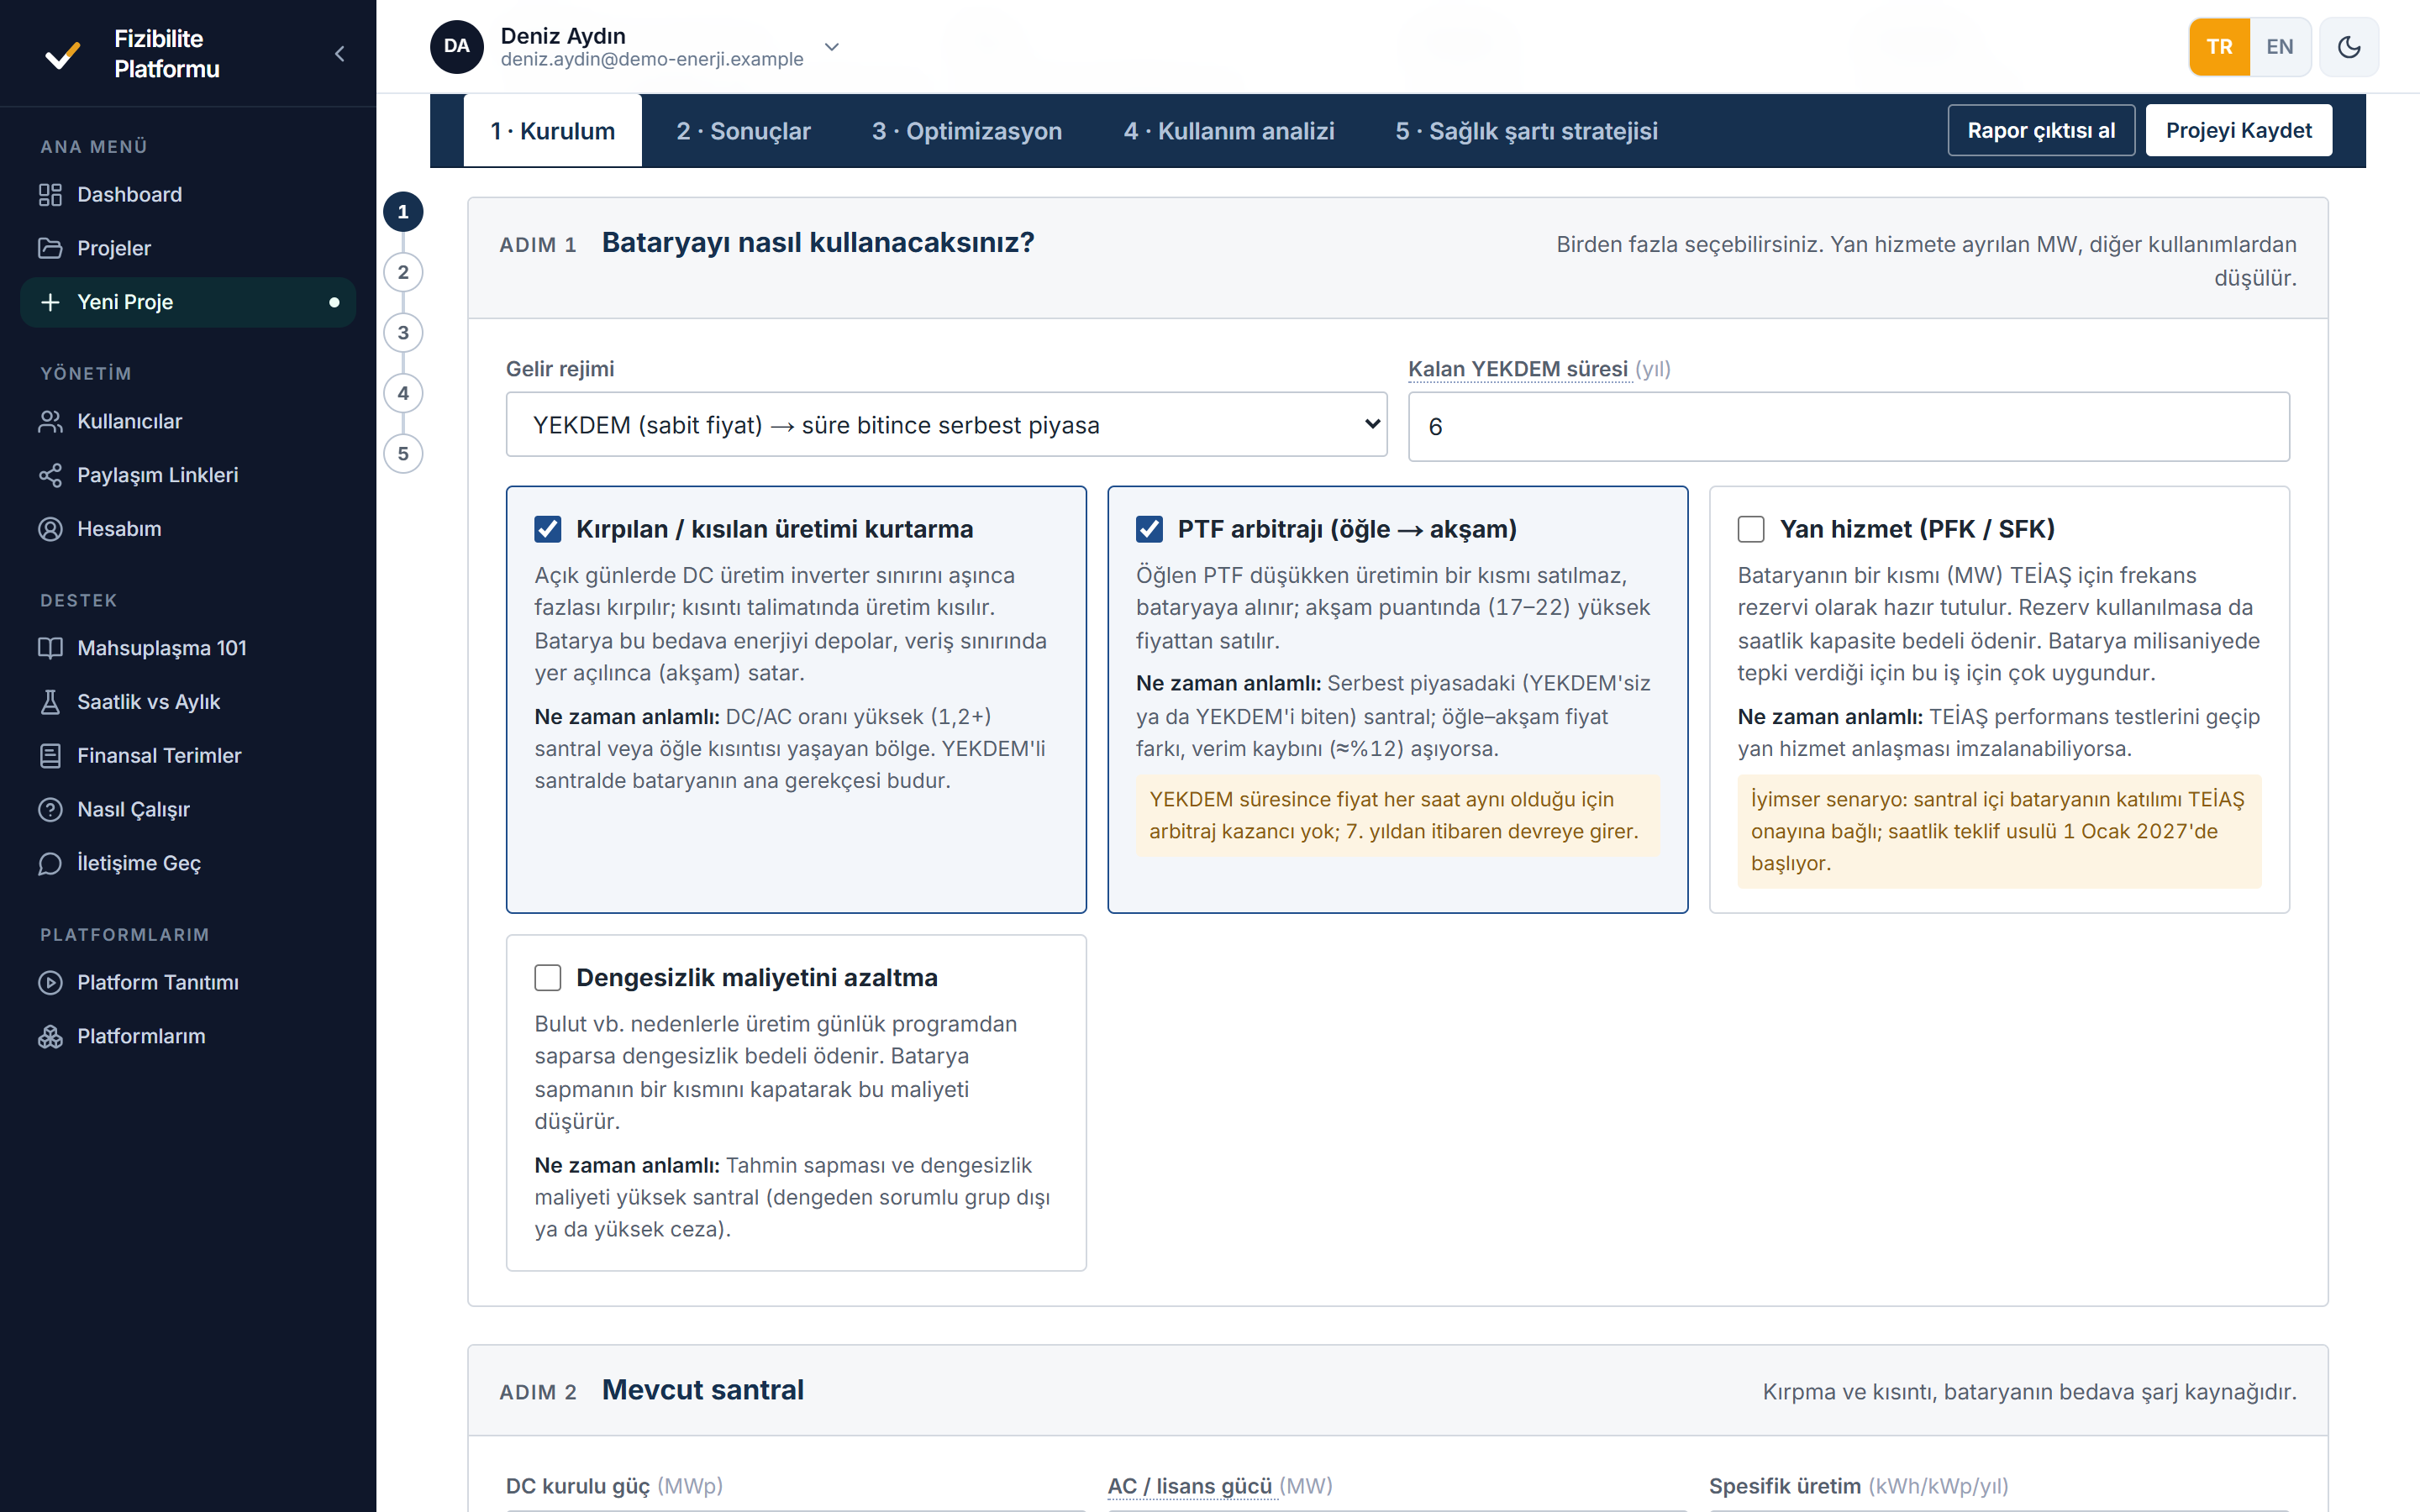 Fizibilite
Platformu
ANA MENÜ
Dashboard
Projeler
Yeni Proje
YÖNETİM
Kullanıcılar
Paylaşım Linkleri
Hesabım
DESTEK
Mahsuplaşma 101
Saatlik vs Aylık
Finansal Terimler
Nasıl Çalışır
İletişime Geç
PLATFORMLARIM
Platform Tanıtımı
Platformlarım
DA
Deniz Aydın
deniz.aydin@demo-enerji.example
TR
EN
1 · Kurulum
2 · Sonuçlar
3 · Optimizasyon
4 · Kullanım analizi
5 · Sağlık şartı stratejisi
Rapor çıktısı al
Projeyi Kaydet
1
2
3
4
5
ADIM 1 Bataryayı nasıl kullanacaksınız?
Birden fazla seçebilirsiniz. Yan hizmete ayrılan MW, diğer kullanımlardan
düşülür.
Gelir rejimi
YEKDEM (sabit fiyat) → süre bitince serbest piyasa
Kalan YEKDEM süresi (yıl)
6
Kırpılan / kısılan üretimi kurtarma
Açık günlerde DC üretim inverter sınırını aşınca
fazlası kırpılır; kısıntı talimatında üretim kısılır.
Batarya bu bedava enerjiyi depolar, veriş sınırında
yer açılınca (akşam) satar.
Ne zaman anlamlı: DC/AC oranı yüksek (1,2+)
santral veya öğle kısıntısı yaşayan bölge. YEKDEM'li
santralde bataryanın ana gerekçesi budur.
PTF arbitrajı (öğle → akşam)
Öğlen PTF düşükken üretimin bir kısmı satılmaz,
bataryaya alınır; akşam puantında (17–22) yüksek
fiyattan satılır.
Ne zaman anlamlı: Serbest piyasadaki (YEKDEM'siz
ya da YEKDEM'i biten) santral; öğle–akşam fiyat
farkı, verim kaybını (≈%12) aşıyorsa.
YEKDEM süresince fiyat her saat aynı olduğu için
arbitraj kazancı yok; 7. yıldan itibaren devreye girer.
Yan hizmet (PFK / SFK)
Bataryanın bir kısmı (MW) TEİAŞ için frekans
rezervi olarak hazır tutulur. Rezerv kullanılmasa da
saatlik kapasite bedeli ödenir. Batarya milisaniyede
tepki verdiği için bu iş için çok uygundur.
Ne zaman anlamlı: TEİAŞ performans testlerini geçip
yan hizmet anlaşması imzalanabiliyorsa.
İyimser senaryo: santral içi bataryanın katılımı TEİAŞ
onayına bağlı; saatlik teklif usulü 1 Ocak 2027'de
başlıyor.
Dengesizlik maliyetini azaltma
Bulut vb. nedenlerle üretim günlük programdan
saparsa dengesizlik bedeli ödenir. Batarya
sapmanın bir kısmını kapatarak bu maliyeti
düşürür.
Ne zaman anlamlı: Tahmin sapması ve dengesizlik
maliyeti yüksek santral (dengeden sorumlu grup dışı
ya da yüksek ceza).
ADIM 2 Mevcut santral
Kırpma ve kısıntı, bataryanın bedava şarj kaynağıdır.
DC kurulu güç (MWp)
AC / lisans gücü (MW)
Spesifik üretim (kWh/kWp/yıl)